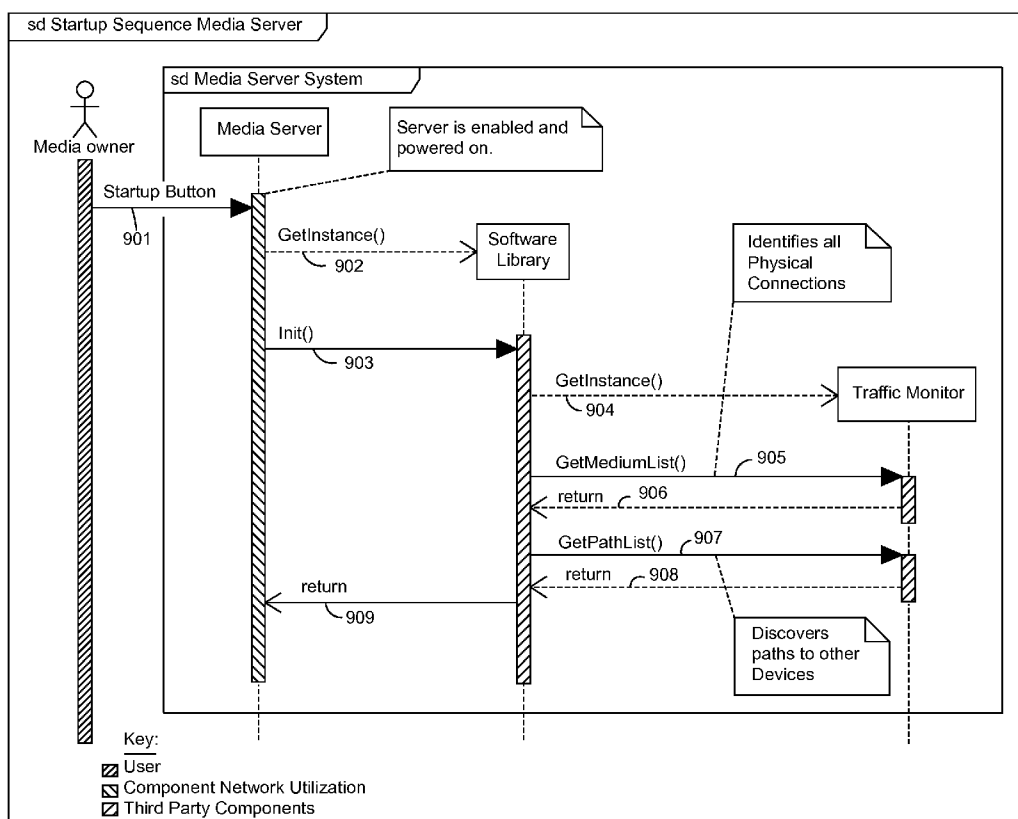 sd Startup Sequence Media Server
sd Media Server System
Media owner
Media Server
Server is enabled and
powered on.
Startup Button
901
GetInstance()
902
Software
Library
Identifies all
Physical
Connections
Init()
903
GetInstance()
904
Traffic Monitor
GetMediumList()
905
return
906
GetPathList()
907
return
908
return
909
Discovers
paths to other
Devices
Key:
User
Component Network Utilization
Third Party Components